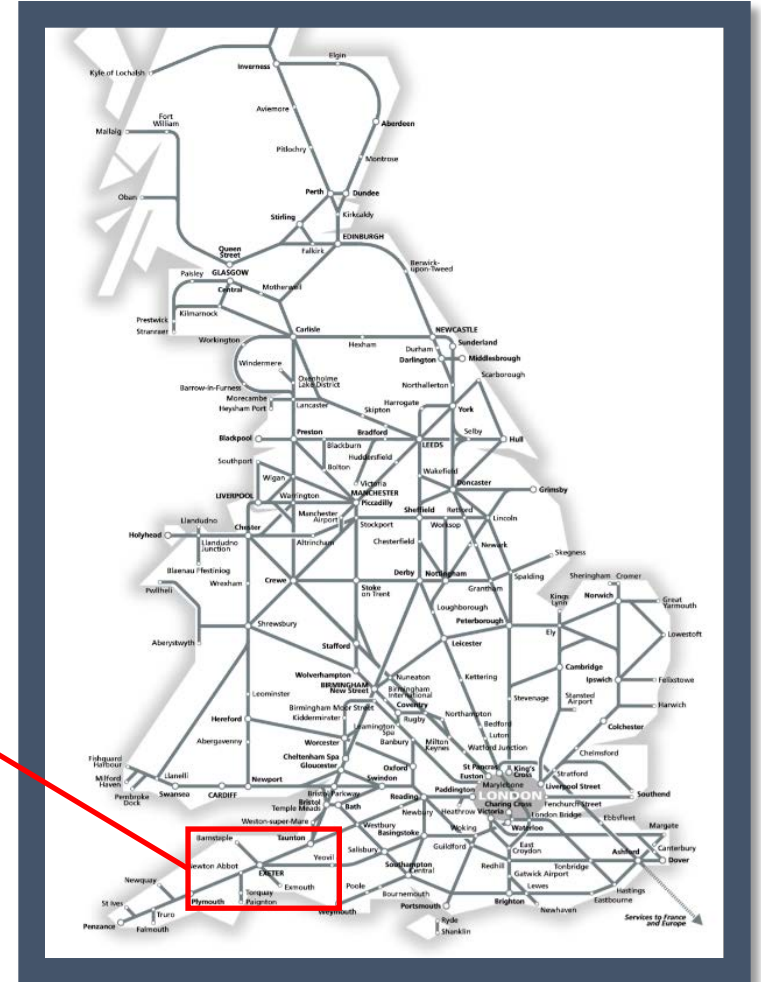 Elgin
Inverness
Kyle of Lochalsh
Aviemore
Fort
William
Aberdeen
Mallaig
Pitlochry
Montrose
Perth
Dundee
Oban
Stirling
Kirkcaldy
EDINBURGH
Queen
Street
Falkirk
Berwick-
upon-Tweed
Paisley
GLASGOW
Central
Motherwell
Kilmarnock
Prestwick
Stranraer
Carlisle
NEWCASTLE
Workington
Hexham
Sunderland
Durham
Darlington
Middlesbrough
Windermere
Scarborough
Oxenholme
Lake District
Northallerton
Barrow-in-Furness
Morecambe
Heysham Port
Lancaster
Harrogate
York
Skipton
Blackpool
Preston
Bradford
Selby
Hull
Blackburn
LEEDS
Huddersfield
Southport
Bolton
Wakefield
Wigan
Victoria
Doncaster
Grimsby
LIVERPOOL
Warrington
MANCHESTER
Piccadilly
Manchester
Airport
Sheffield
Retford
Lincoln
Llandudno
Stockport
Worksop
Holyhead
Chester
Llandudno
Junction
Altrincham
Chesterfield
Newark
Skegness
Blaenau Ffestiniog
Wrexham
Crewe
Stoke
on Trent
Derby
Nottingham
Grantham
Spalding
Sheringham
Cromer
Pwllheli
Kings
Lynn
Norwich
Great
Yarmouth
Loughborough
Peterborough
Shrewsbury
Ely
Lowestoft
Aberystwyth
Stafford
Leicester
Wolverhampton
Cambridge
BIRMINGHAM
New Street
Nuneaton
Kettering
Ipswich
Felixstowe
Birmingham
International
Leominster
Stansted
Airport
Birmingham Moor Street
Coventry
Stevenage
Harwich
Kidderminster
Rugby
Northampton
Hereford
Leamington
Spa
Bedford
Colchester
Worcester
Banbury
Milton
Keynes
Luton
Abergavenny
Watford Junction
Chelmsford
Cheltenham Spa
Fishguard
Harbour
Gloucester
Oxford
St Pancras
King's
Cross
Euston
Stratford
Milford
Haven
Llanelli
Newport
Swindon
Marylebone
Liverpool Street
Pembroke
Dock
Swansea
CARDIFF
Bristol Parkway
Paddington
LONDON
Southend
Bristol
Temple Meads
Bath
Reading
Charing Cross
Fenchurch Street
Newbury
Heathrow
Victoria
London Bridge
Ebbsfleet
Weston-super-Mare
Westbury
Basingstoke
Woking
Waterloo
Margate
Barnstaple
Taunton
Salisbury
Guildford
East
Croydon
Ashford
Canterbury
Newton Abbot
Yeovil
Southampton
Central
Redhill
Tonbridge
Dover
EXETER
Gatwick Airport
Newquay
Exmouth
Poole
Lewes
Hastings
St Ives
Torquay
Paignton
Bournemouth
Eastbourne
Plymouth
Weymouth
Portsmouth
Brighton
Newhaven
Truro
Ryde
Penzance
Falmouth
Shanklin
Services to France
and Europe